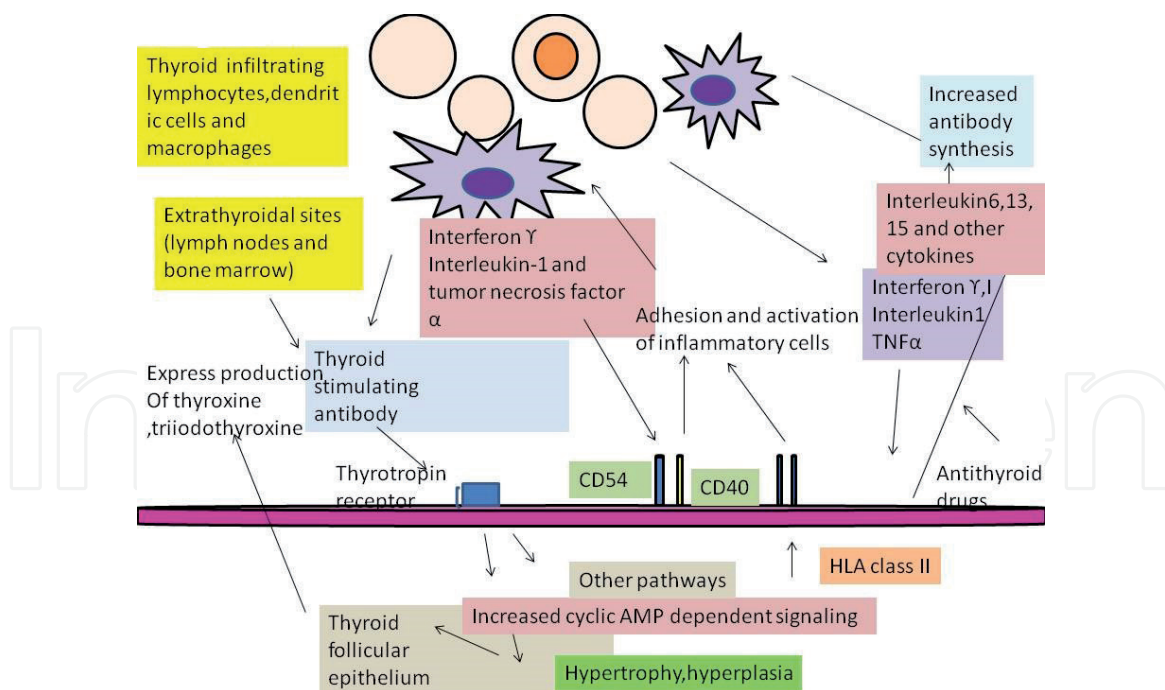 Thyroid infiltrating
lymphocytes,dendrit
ic cells and
macrophages
Increased
antibody
synthesis
Extrathyroidal sites
(lymph nodes and
bone marrow)
Interferon ϒ
Interleukin-1 and
tumor necrosis factor
α
Interleukin6,13,
15 and other
cytokines
Interferon ϒ,I
Interleukin1
TNFα
Adhesion and activation
of inflammatory cells
Thyroid
stimulating
antibody
Express production
Of thyroxine
,triiodothyroxine
Thyrotropin
receptor
CD54
CD40
Antithyroid
drugs
HLA class II
Other pathways
Increased cyclic AMP dependent signaling
Thyroid
follicular
epithelium
Hypertrophy,hyperplasia